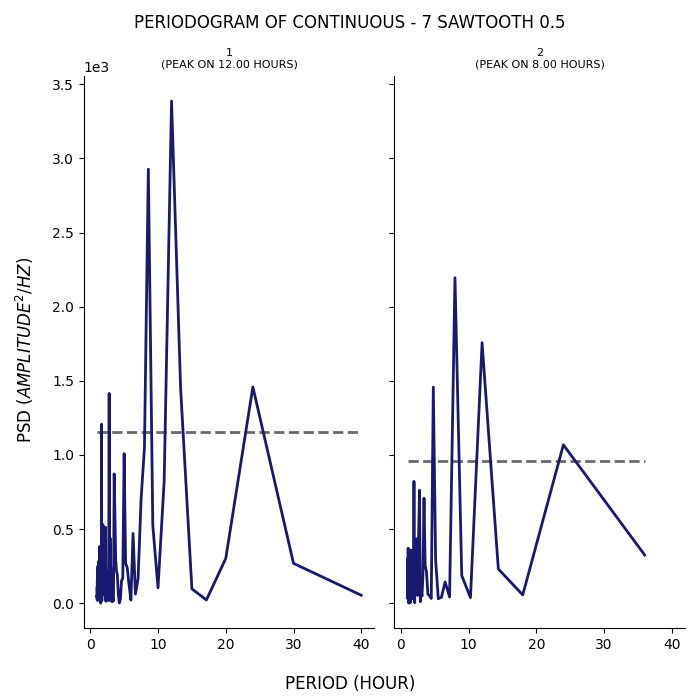 PERIODOGRAM OF CONTINUOUS - 7 SAWTOOTH 0.5
1
(PEAK ON 12.00 HOURS)
2
(PEAK ON 8.00 HOURS)
1e3
3.5
3.0
2.5
2.0
1.5
1.0
0.5
0.0
PSD (AMPLITUDE²/HZ)
0 10 20 30 40
0 10 20 30 40
PERIOD (HOUR)